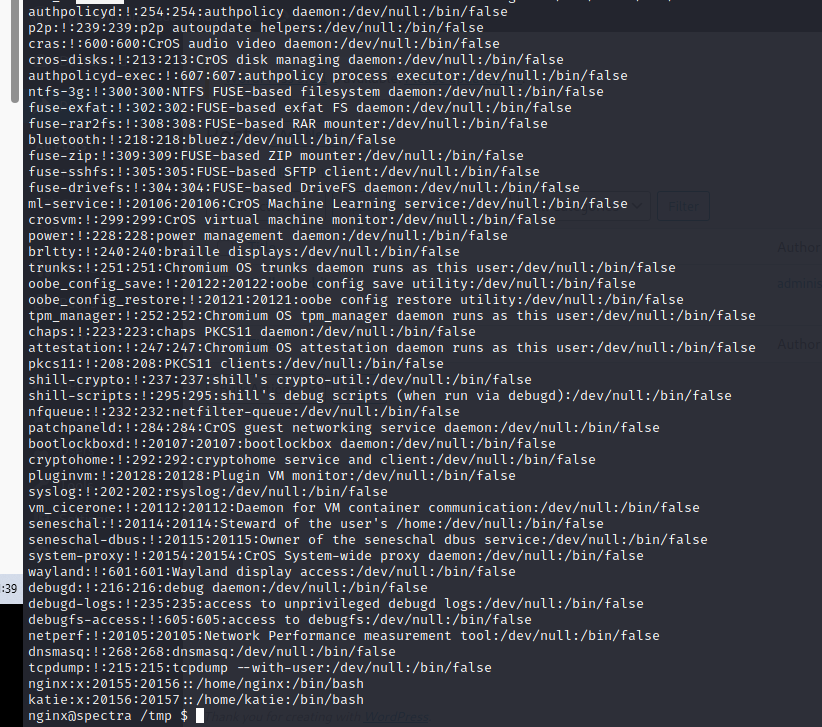 authpolicyd:!:254:254:authpolicy daemon:/dev/null:/bin/false
p2p:!:239:239:p2p autoupdate helpers:/dev/null:/bin/false
cras:!:600:600:CrOS audio video daemon:/dev/null:/bin/false
cros-disks:!:213:213:CrOS disk managing daemon:/dev/null:/bin/false
authpolicyd-exec:!:607:607:authpolicy process executor:/dev/null:/bin/false
ntfs-3g:!:300:300:NTFS FUSE-based filesystem daemon:/dev/null:/bin/false
fuse-exfat:!:302:302:FUSE-based exfat FS daemon:/dev/null:/bin/false
fuse-rar2fs:!:308:308:FUSE-based RAR mounter:/dev/null:/bin/false
bluetooth:!:218:218:bluez:/dev/null:/bin/false
fuse-zip:!:309:309:FUSE-based ZIP mounter:/dev/null:/bin/false
fuse-sshfs:!:305:305:FUSE-based SFTP client:/dev/null:/bin/false
fuse-drivefs:!:304:304:FUSE-based DriveFS daemon:/dev/null:/bin/false
ml-service:!:20106:20106:CrOS Machine Learning service:/dev/null:/bin/false
crosvm:!:299:299:CrOS virtual machine monitor:/dev/null:/bin/false
Filter
power:!:228:228:power management daemon:/dev/null:/bin/false
brltty:!:240:240:braille displays:/dev/null:/bin/false
Author
trunks:!:251:251:Chromium OS trunks daemon runs as this user:/dev/null:/bin/false
oobe_config_save:!:20122:20122:oobe config save utility:/dev/null:/bin/false
oobe_config_restore:!:20121:20121:oobe config restore utility:/dev/null:/bin/false
tpm_manager:!:252:252:Chromium OS tpm_manager daemon runs as this user:/dev/null:/bin/false
chaps:!:223:223:chaps PKCS11 daemon:/dev/null:/bin/false
attestation:!:247:247:Chromium OS attestation daemon runs as this user:/dev/null:/bin/false
Author
pkcs11:!:208:208:PKCS11 clients:/dev/null:/bin/false
shill-crypto:!:237:237:shill's crypto-util:/dev/null:/bin/false
shill-scripts:!:295:295:shill's debug scripts (when run via debugd):/dev/null:/bin/false
nfqueue:!:232:232:netfilter-queue:/dev/null:/bin/false
patchpaneld:!:284:284:CrOS guest networking service daemon:/dev/null:/bin/false
bootlockboxd:!:20107:20107:bootlockbox daemon:/dev/null:/bin/false
cryptohome:!:292:292:cryptohome service and client:/dev/null:/bin/false
pluginvm:!:20128:20128:Plugin VM monitor:/dev/null:/bin/false
syslog:!:202:202:rsyslog:/dev/null:/bin/false
vm_cicerone:!:20112:20112:Daemon for VM container communication:/dev/null:/bin/false
seneschal:!:20114:20114:Steward of the user's /home:/dev/null:/bin/false
seneschal-dbus:!:20115:20115:Owner of the seneschal dbus service:/dev/null:/bin/false
system-proxy:!:20154:20154:CrOS System-wide proxy daemon:/dev/null:/bin/false
wayland:!:601:601:Wayland display access:/dev/null:/bin/false
:39
debugd:!:216:216:debug daemon:/dev/null:/bin/false
debugd-logs:!:235:235:access to unprivileged debugd logs:/dev/null:/bin/false
debugfs-access:!:605:605:access to debugfs:/dev/null:/bin/false
netperf:!:20105:20105:Network Performance measurement tool:/dev/null:/bin/false
dnsmasq:!:268:268:dnsmasq:/dev/null:/bin/false
tcpdump:!:215:215:tcpdump --with-user:/dev/null:/bin/false
nginx:x:20155:20156::/home/nginx:/bin/bash
katie:x:20156:20157::/home/katie:/bin/bash
nginx@spectra /tmp $